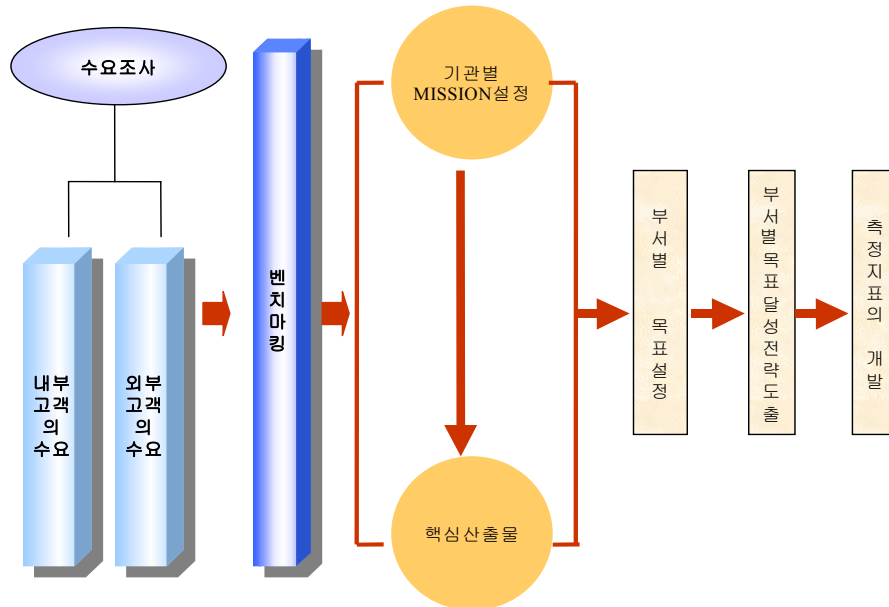 수요조사
내부
고객
의
수요
외부
고객
의
수요
벤치마킹
기관별
MISSION설정
핵심산출물
부서별 목표설정
부서별목표달성전략도출
측정지표의 개발